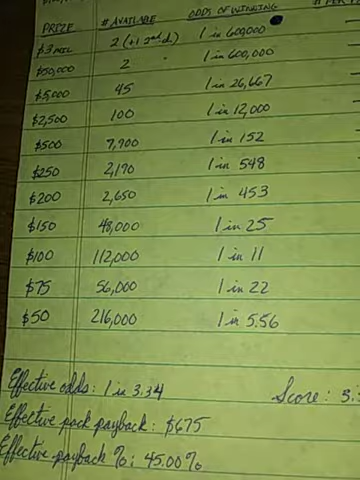 PRIZE # AVAILABLE ODDS OF WINNING
$3 MIL 2 (+1 2nd ch.) 1 in 600,000
$50,000 2 1 in 600,000
$5,000 45 1 in 26,667
$2,500 100 1 in 12,000
$500 7,900 1 in 152
$250 2,190 1 in 548
$200 2,650 1 in 453
$150 48,000 1 in 25
$100 112,000 1 in 11
$75 56,000 1 in 22
$50 216,000 1 in 5.56
Effective odds: 1 in 3.34 Score: 3.
Effective pack payback: $675
Effective payback %: 45.00%